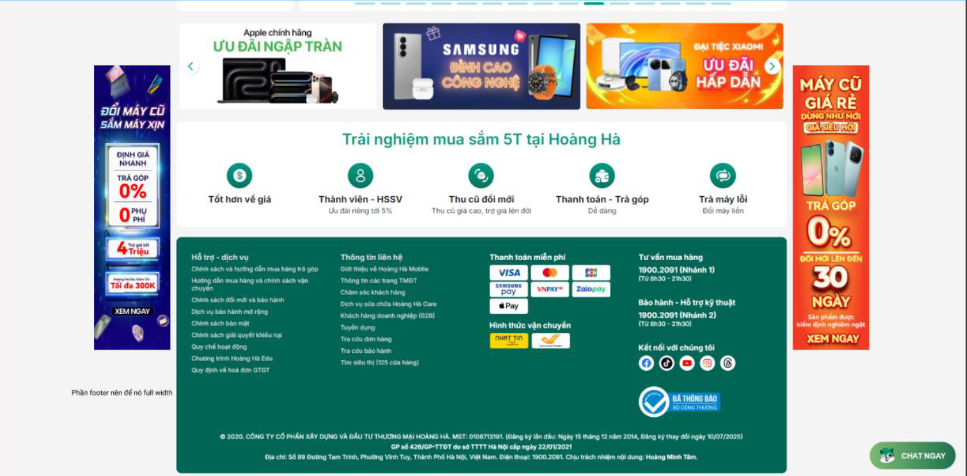 Apple chính hãng
ƯU ĐÃI NGẬP TRÀN
SAMSUNG
ĐỈNH CAO
CÔNG NGHỆ
ĐẠI TIỆC XIAOMI
ƯU ĐÃI
HẤP DẪN
ĐỔI MÁY CŨ
SẮM MÁY XỊN
ĐỊNH GIÁ
NHANH
TRẢ GÓP
0%
0 PHỤ
PHÍ
4 Trợ giá tới
Triệu
Tối đa 300K
XEM NGAY
MÁY CŨ
GIÁ RẺ
DÙNG NHƯ MỚI
GIÁ SIÊU HỜI
TRẢ GÓP
0%
ĐỔI MỚI LÊN ĐẾN
30
NGÀY
Sản phẩm được
kiểm định nghiêm ngặt
XEM NGAY
Trải nghiệm mua sắm 5T tại Hoàng Hà
Tốt hơn về giá
Thành viên - HSSV
Ưu đãi riêng tới 5%
Thu cũ đổi mới
Thu cũ giá cao, trợ giá lên đời
Thanh toán - Trả góp
Dễ dàng
Trả máy lỗi
Đổi máy liền
Hỗ trợ - dịch vụ
Chính sách và hướng dẫn mua hàng trả góp
Hướng dẫn mua hàng và chính sách vận
chuyển
Chính sách đổi mới và bảo hành
Dịch vụ bảo hành mở rộng
Chính sách bảo mật
Chính sách giải quyết khiếu nại
Quy chế hoạt động
Chương trình Hoàng Hà Edu
Quy định về hoá đơn GTGT
Thông tin liên hệ
Giới thiệu về Hoàng Hà Mobile
Thông tin các trang TMĐT
Chăm sóc khách hàng
Dịch vụ sửa chữa Hoàng Hà Care
Khách hàng doanh nghiệp (B2B)
Tuyển dụng
Tra cứu đơn hàng
Tra cứu bảo hành
Tìm siêu thị (125 cửa hàng)
Thanh toán miễn phí
VISA
mastercard
JCB
SAMSUNG
pay
VNPAY
Zalopay
Pay
Hình thức vận chuyển
NHẤT TÍN
Tư vấn mua hàng
1900.2091 (Nhánh 1)
(Từ 8h30 - 21h30)
Bảo hành - Hỗ trợ kỹ thuật
1900.2091 (Nhánh 2)
(Từ 8h30 - 21h30)
Kết nối với chúng tôi
ĐÃ THÔNG BÁO
BỘ CÔNG THƯƠNG
Phần footer nên để nó full width
© 2020. CÔNG TY CỔ PHẦN XÂY DỰNG VÀ ĐẦU TƯ THƯƠNG MẠI HOÀNG HÀ. MST: 0106713191. (Đăng ký lần đầu: Ngày 15 tháng 12 năm 2014, Đăng ký thay đổi ngày 10/07/2025)
GP số 426/GP-TTĐT do sở TTTT Hà Nội cấp ngày 22/01/2021
Địa chỉ: Số 89 Đường Tam Trinh, Phường Vĩnh Tuy, Thành Phố Hà Nội, Việt Nam. Điện thoại: 1900.2091. Chịu trách nhiệm nội dung: Hoàng Minh Tâm.
CHAT NGAY